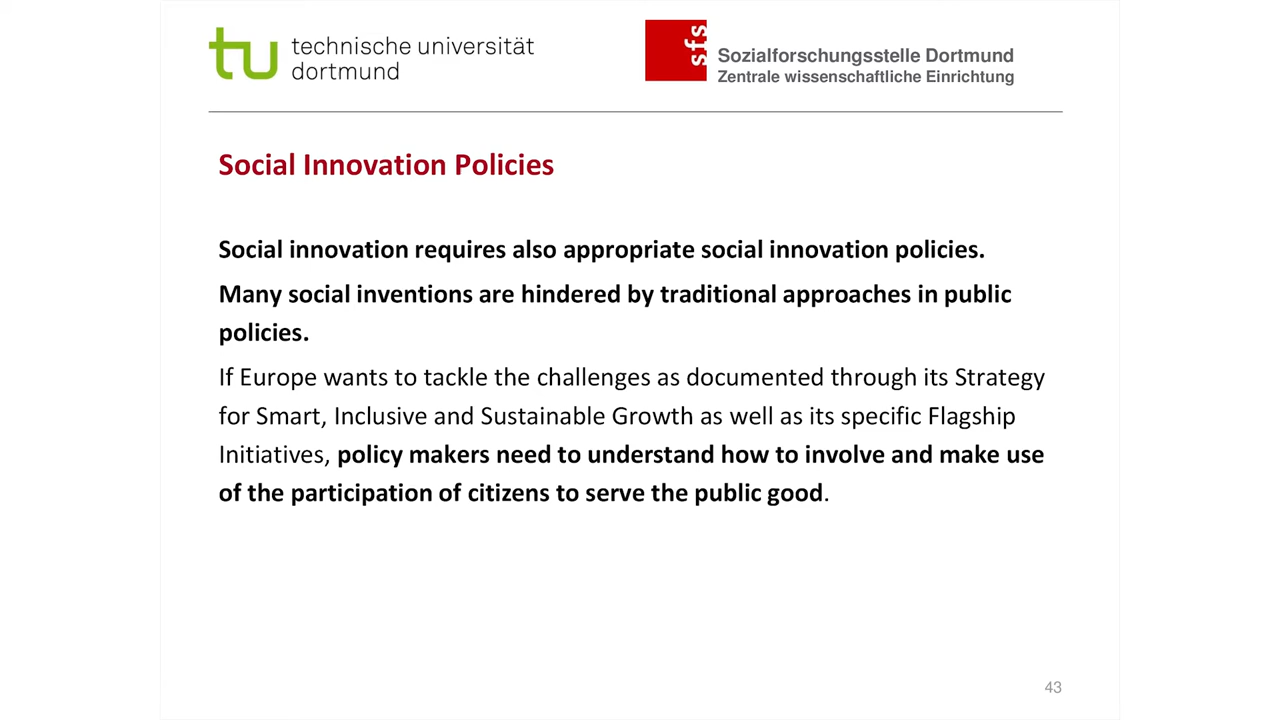 tu technische universität
dortmund
sfs
Sozialforschungsstelle Dortmund
Zentrale wissenschaftliche Einrichtung
Social Innovation Policies
Social innovation requires also appropriate social innovation policies.
Many social inventions are hindered by traditional approaches in public
policies.
If Europe wants to tackle the challenges as documented through its Strategy
for Smart, Inclusive and Sustainable Growth as well as its specific Flagship
Initiatives, policy makers need to understand how to involve and make use
of the participation of citizens to serve the public good.
43